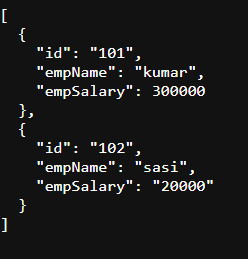 [
  {
    "id": "101",
    "empName": "kumar",
    "empSalary": 300000
  },
  {
    "id": "102",
    "empName": "sasi",
    "empSalary": "20000"
  }
]